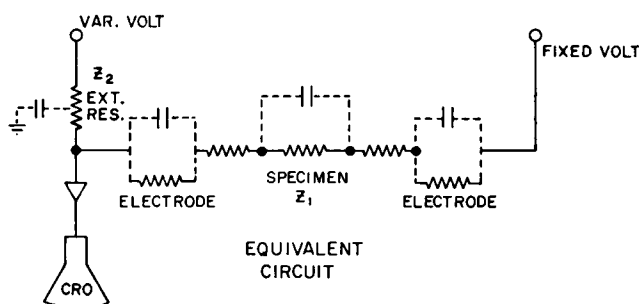 VAR. VOLT
FIXED VOLT
Z2
EXT.
RES.
ELECTRODE
SPECIMEN
Z1
ELECTRODE
EQUIVALENT
CIRCUIT
CRO